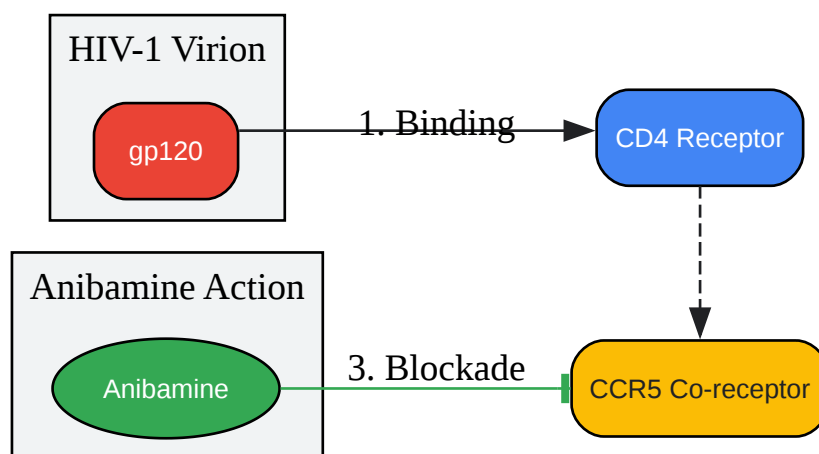 HIV-1 Virion
gp120
1. Binding
CD4 Receptor
Anibamine Action
Anibamine
3. Blockade
CCR5 Co-receptor